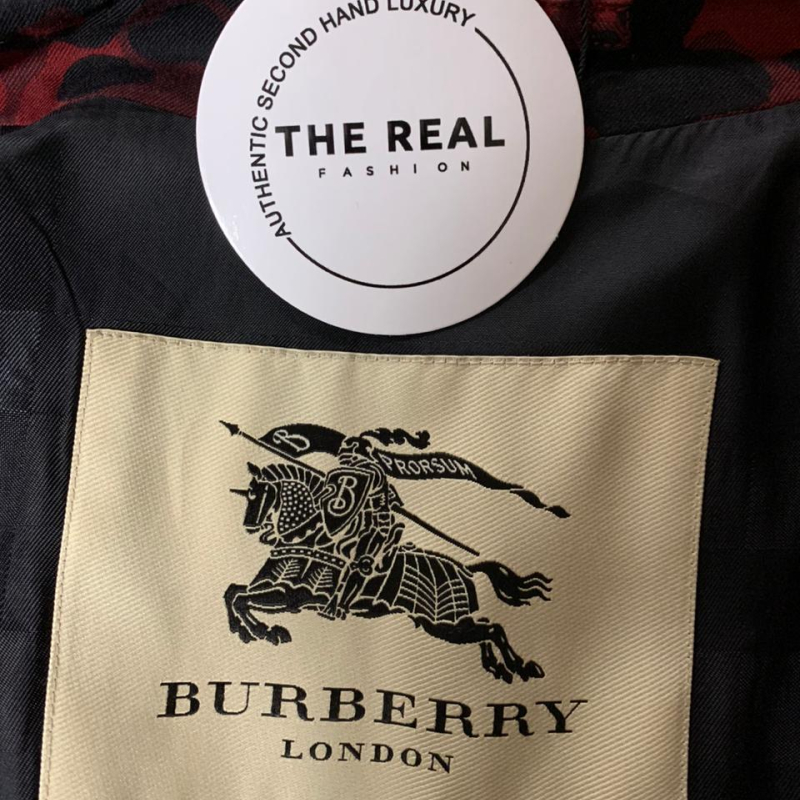 AUTHENTIC SECOND HAND LUXURY
THE REAL
FASHION
B PRORSUM
B
BURBERRY
LONDON